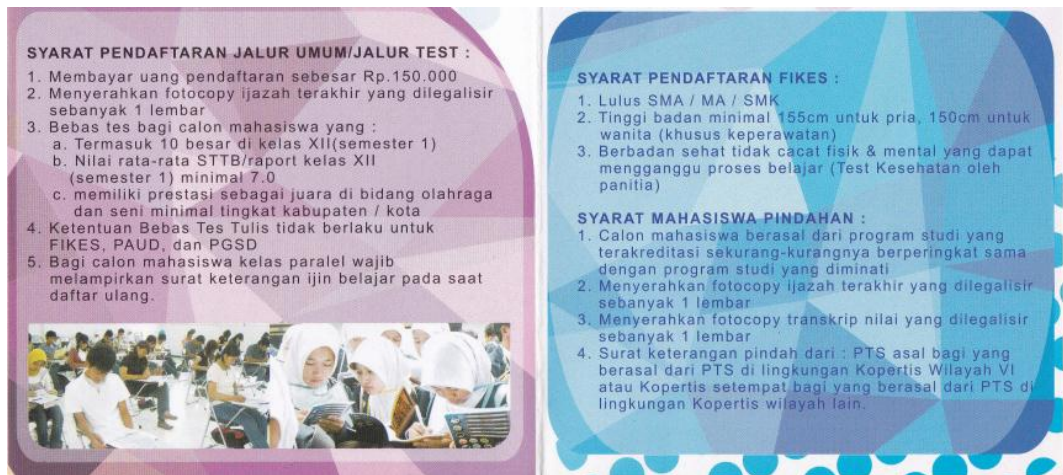 SYARAT PENDAFTARAN JALUR UMUM/JALUR TEST :
1. Membayar uang pendaftaran sebesar Rp.150.000
2. Menyerahkan fotocopy ijazah terakhir yang dilegalisir
sebanyak 1 lembar
3. Bebas tes bagi calon mahasiswa yang :
a. Termasuk 10 besar di kelas XII(semester 1)
b. Nilai rata-rata STTB/raport kelas XII
(semester 1) minimal 7.0
c. memiliki prestasi sebagai juara di bidang olahraga
dan seni minimal tingkat kabupaten / kota
4. Ketentuan Bebas Tes Tulis tidak berlaku untuk
FIKES, PAUD, dan PGSD
5. Bagi calon mahasiswa kelas paralel wajib
melampirkan surat keterangan ijin belajar pada saat
daftar ulang.
SYARAT PENDAFTARAN FIKES :
1. Lulus SMA / MA / SMK
2. Tinggi badan minimal 155cm untuk pria, 150cm untuk
wanita (khusus keperawatan)
3. Berbadan sehat tidak cacat fisik & mental yang dapat
mengganggu proses belajar (Test Kesehatan oleh
panitia)
SYARAT MAHASISWA PINDAHAN :
1. Calon mahasiswa berasal dari program studi yang
terakreditasi sekurang-kurangnya berperingkat sama
dengan program studi yang diminati
2. Menyerahkan fotocopy ijazah terakhir yang dilegalisir
sebanyak 1 lembar
3. Menyerahkan fotocopy transkrip nilai yang dilegalisir
sebanyak 1 lembar
4. Surat keterangan pindah dari : PTS asal bagi yang
berasal dari PTS di lingkungan Kopertis Wilayah VI
atau Kopertis setempat bagi yang berasal dari PTS di
lingkungan Kopertis wilayah lain.